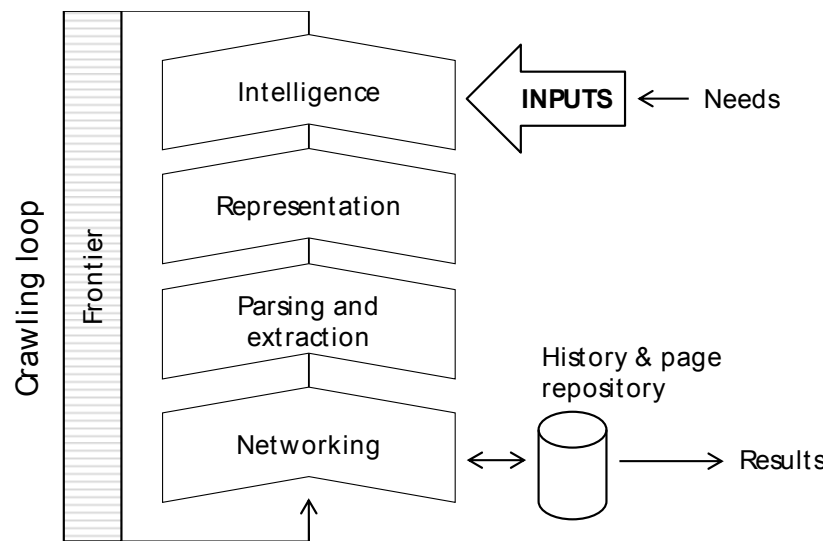 Crawling loop
Frontier
Intelligence
INPUTS
Needs
Representation
Parsing and
extraction
History & page
repository
Networking
Results